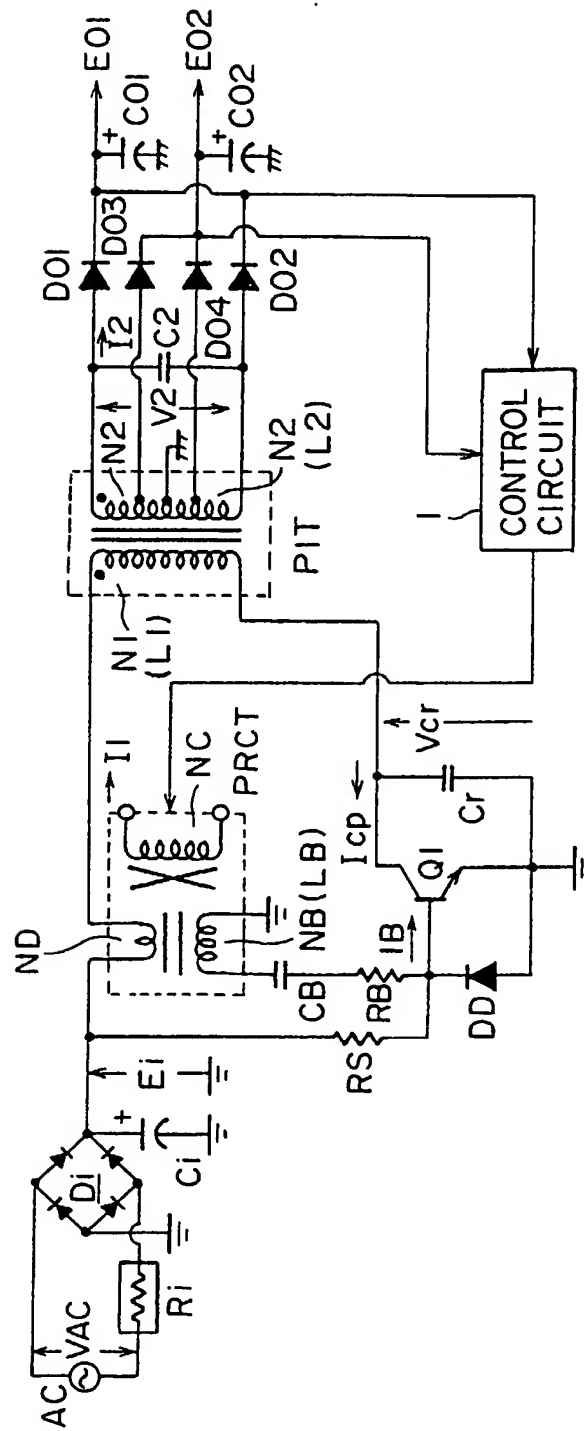 AC
VAC
Ri
Di
Ci
+
Ei
ND
I1
NC
PRCT
NB(LB)
CB
RB
RS
IB
DD
Q1
Icp
Cr
Vcr
N1
(L1)
PIT
N2
N2
(L2)
V2
I2
C2
DO1
DO3
DO4
DO2
+
CO1
EO1
+
CO2
EO2
1
CONTROL
CIRCUIT